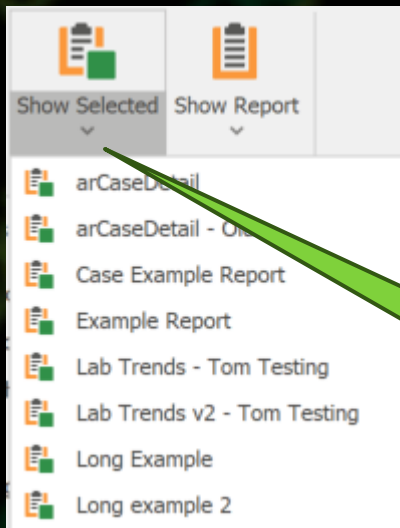 Show Selected
Show Report
arCaseDetail
arCaseDetail -
Case Example Report
Example Report
Lab Trends - Tom Testing
Lab Trends v2 - Tom Testing
Long Example
Long example 2